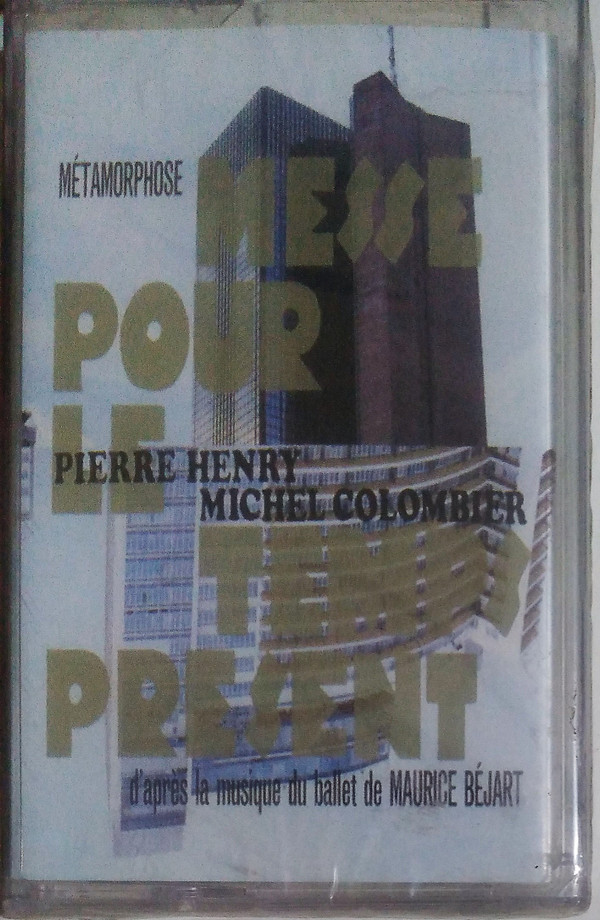 MÉTAMORPHOSE
MESSE
POUR
LE
PIERRE HENRY
MICHEL COLOMBIER
TEMPS
PRESENT
d'après la musique du ballet de MAURICE BÉJART